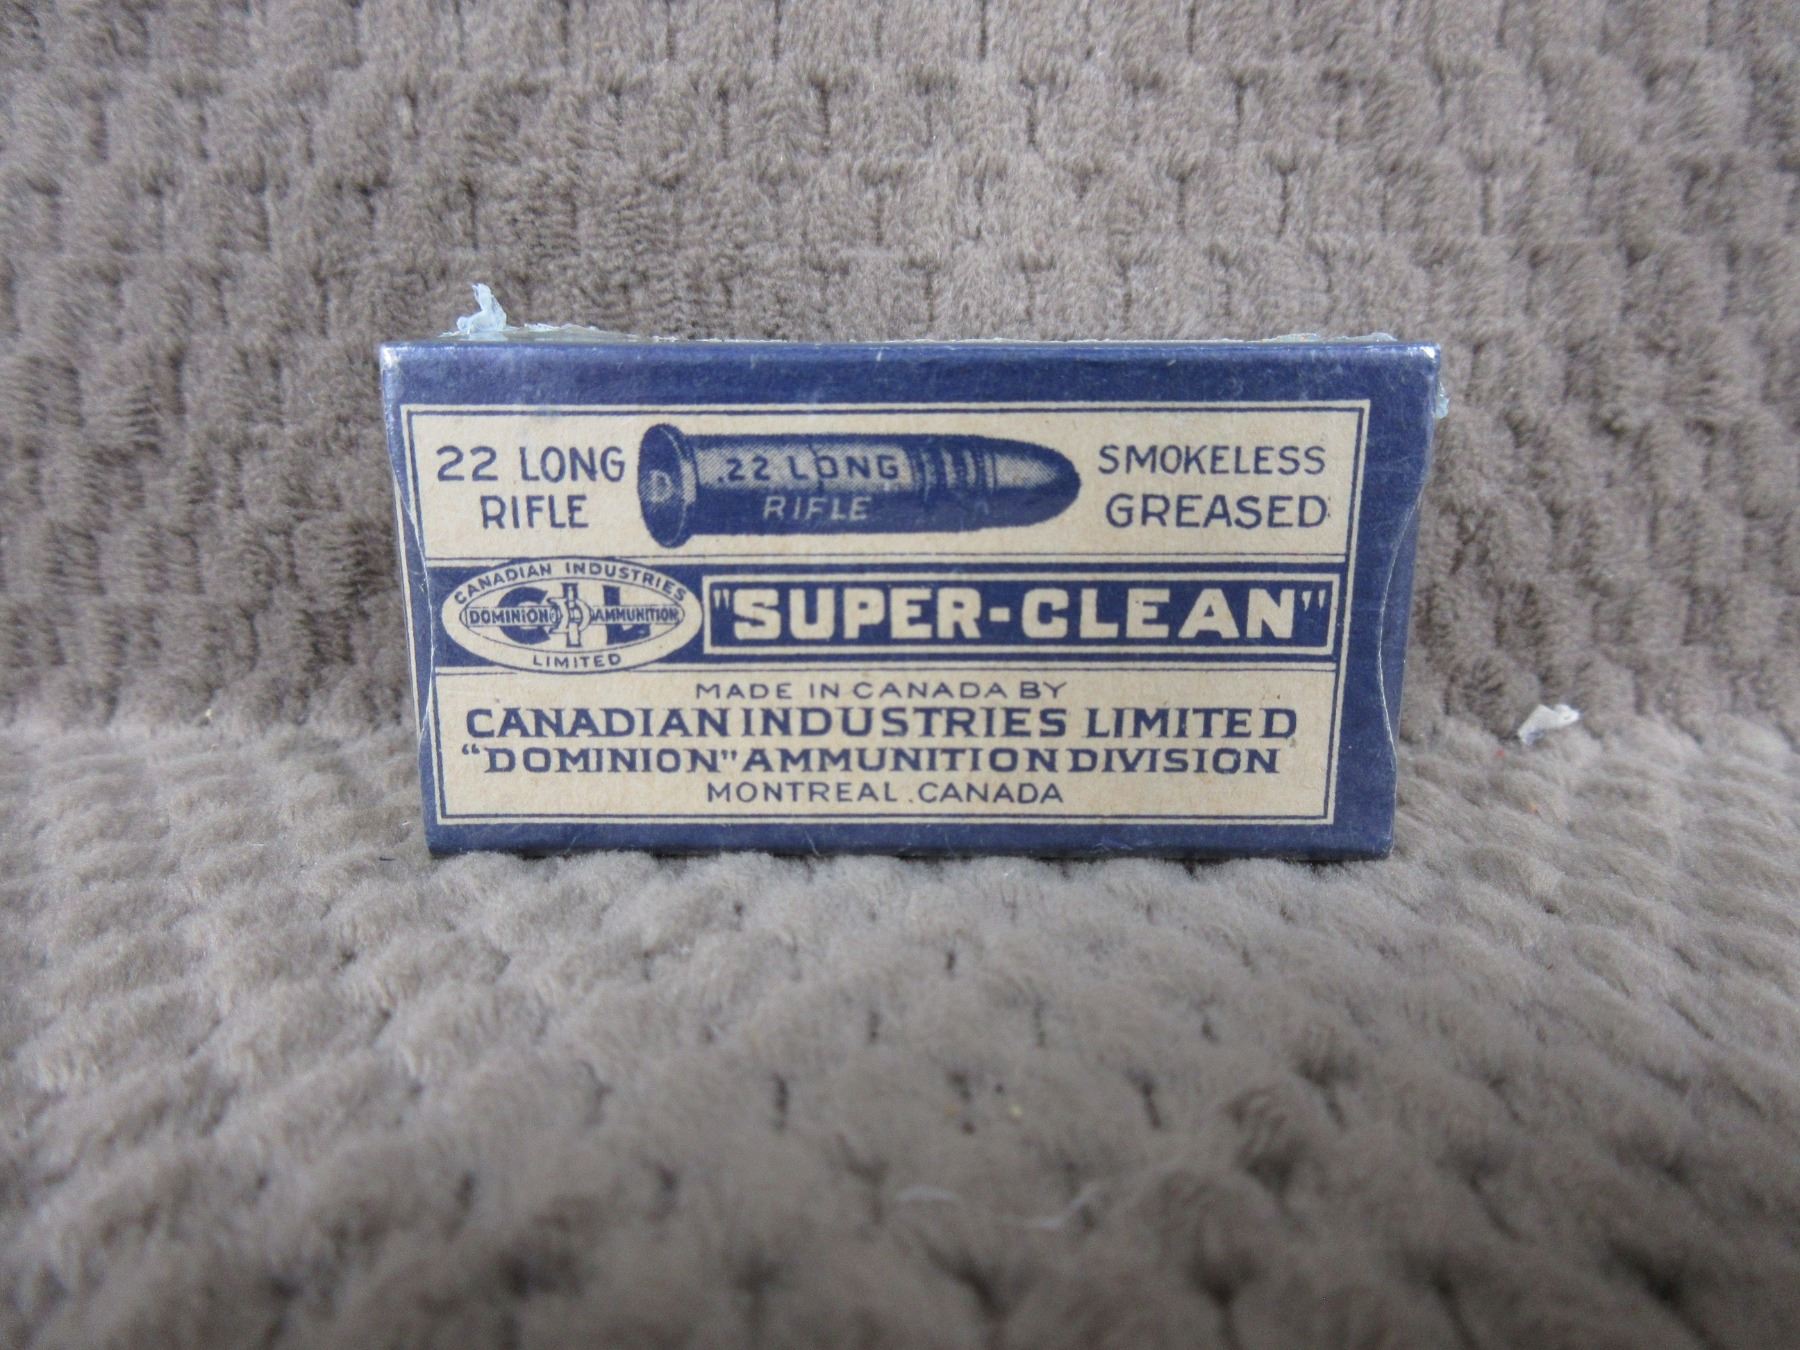 22 LONG
RIFLE
D
.22 LONG
RIFLE
SMOKELESS
GREASED
CANADIAN INDUSTRIES
CIL
DOMINION AMMUNITION
LIMITED
"SUPER-CLEAN"
MADE IN CANADA BY
CANADIAN INDUSTRIES LIMITED
"DOMINION" AMMUNITION DIVISION
MONTREAL.CANADA